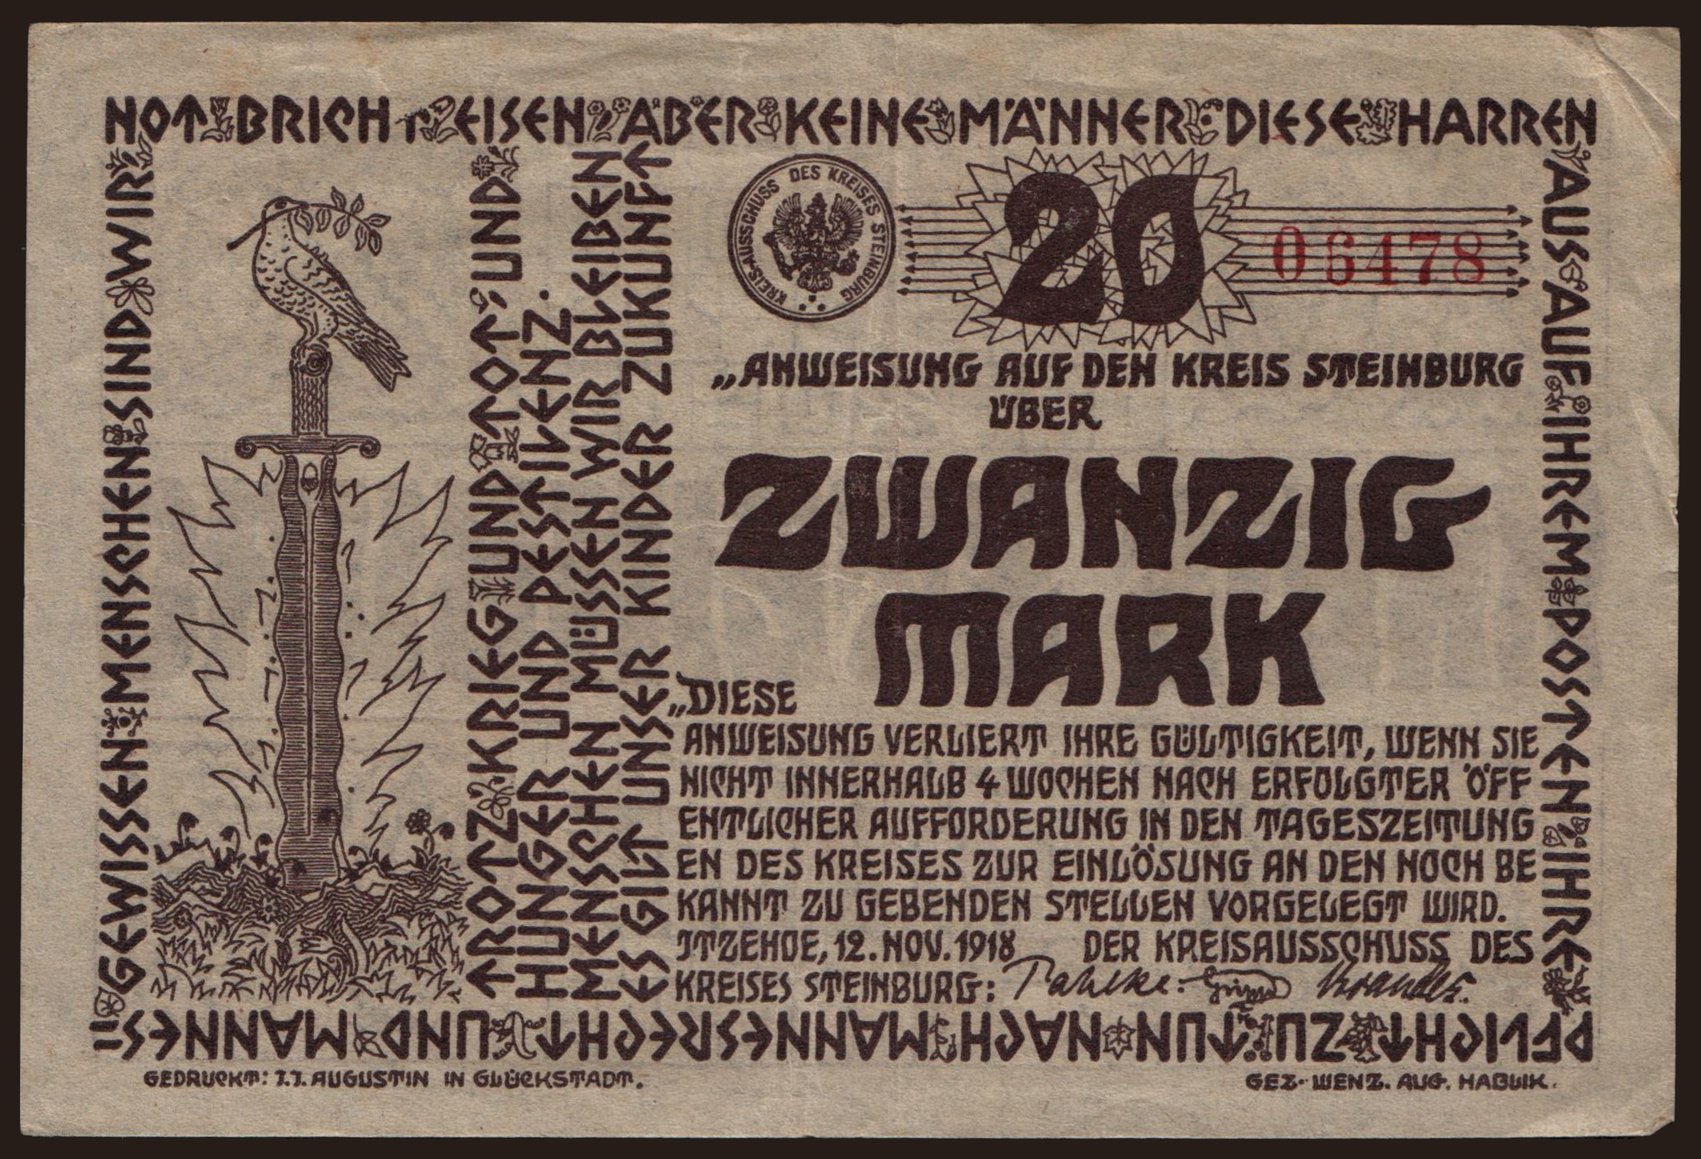 NOT BRICHT EISEN ABER KEINE MÄNNER DIESE HARREN
AUS AUF IHREM POSTEN IHRE
PFLICHT ZU TUN NACH MANNESRECHT UND MANNES=
GEWISSEN MENSCHEN SIND WIR
TROTZ KRIEG UND TOT, UND
HUNGER UND PESTILENZ.
MENSCHEN MÜSSEN WIR BLEIBEN
ES GILT UNSER KINDER ZUKUNFT
KREIS-AUSSCHUSS DES KREISES STEINBURG
20
06478
„ANWEISUNG AUF DEN KREIS STEINBURG
ÜBER
ZWANZIG
MARK
„DIESE
ANWEISUNG VERLIERT IHRE GÜLTIGKEIT, WENN SIE
NICHT INNERHALB 4 WOCHEN NACH ERFOLGTER ÖFF
ENTLICHER AUFFORDERUNG IN DEN TAGESZEITUNG
EN DES KREISES ZUR EINLÖSUNG AN DEN NOCH BE
KANNT ZU GEBENDEN STELLEN VORGELEGT WIRD.
ITZEHOE, 12. NOV. 1918 DER KREISAUSSCHUSS DES
KREISES STEINBURG:
GEDRUCKT: J.J. AUGUSTIN IN GLÜCKSTADT.
GEZ. WENZ. AUG. HABLIK.